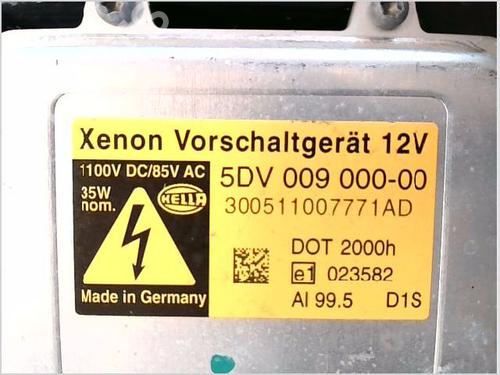 Xenon Vorschaltgerät 12V
1100V DC/85V AC
35W
nom.
HELLA
5DV 009 000-00
300511007771AD
DOT 2000h
e1 023582
Al 99.5 D1S
Made in Germany